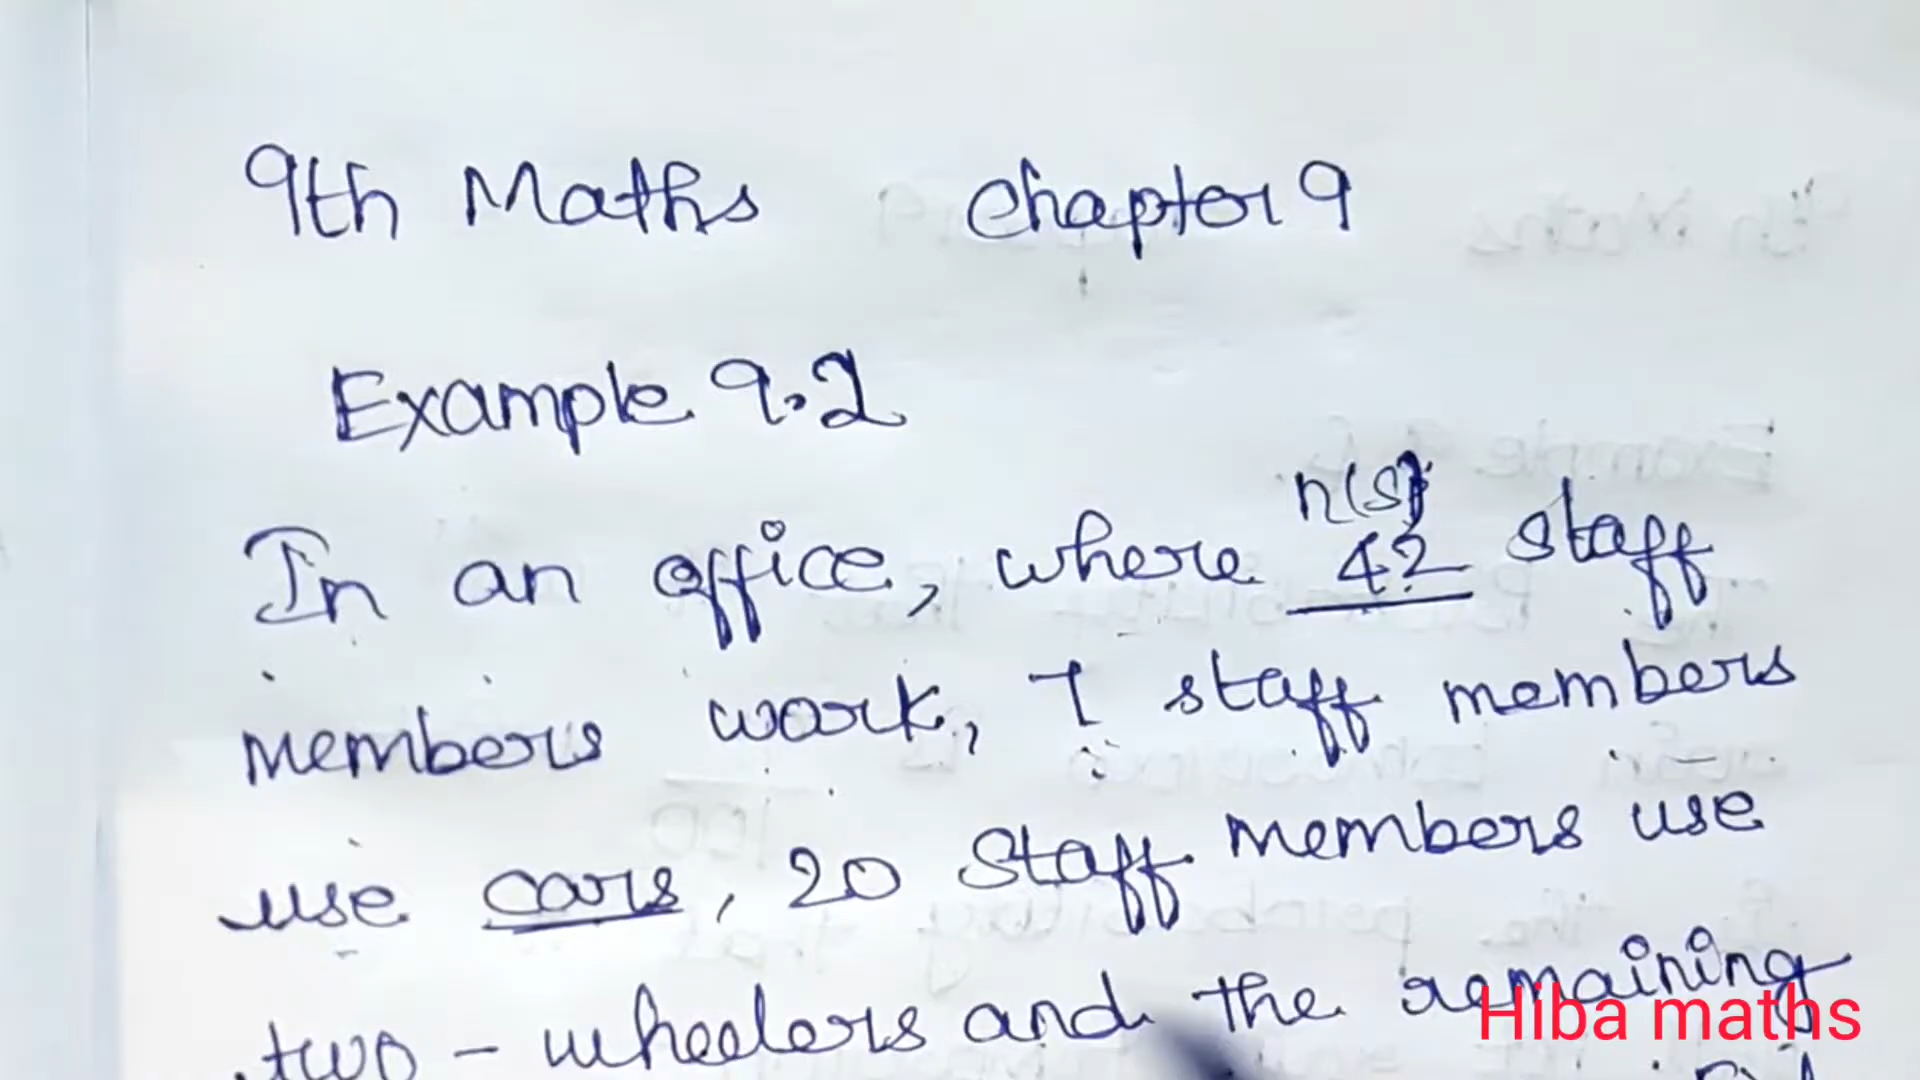 9th Maths Chapter 9
Example 9.2
n(s)
In an office, where 42 staff
members work, 7 staff members
use cars, 20 staff members use
two - wheelers and the remaining
Hiba maths